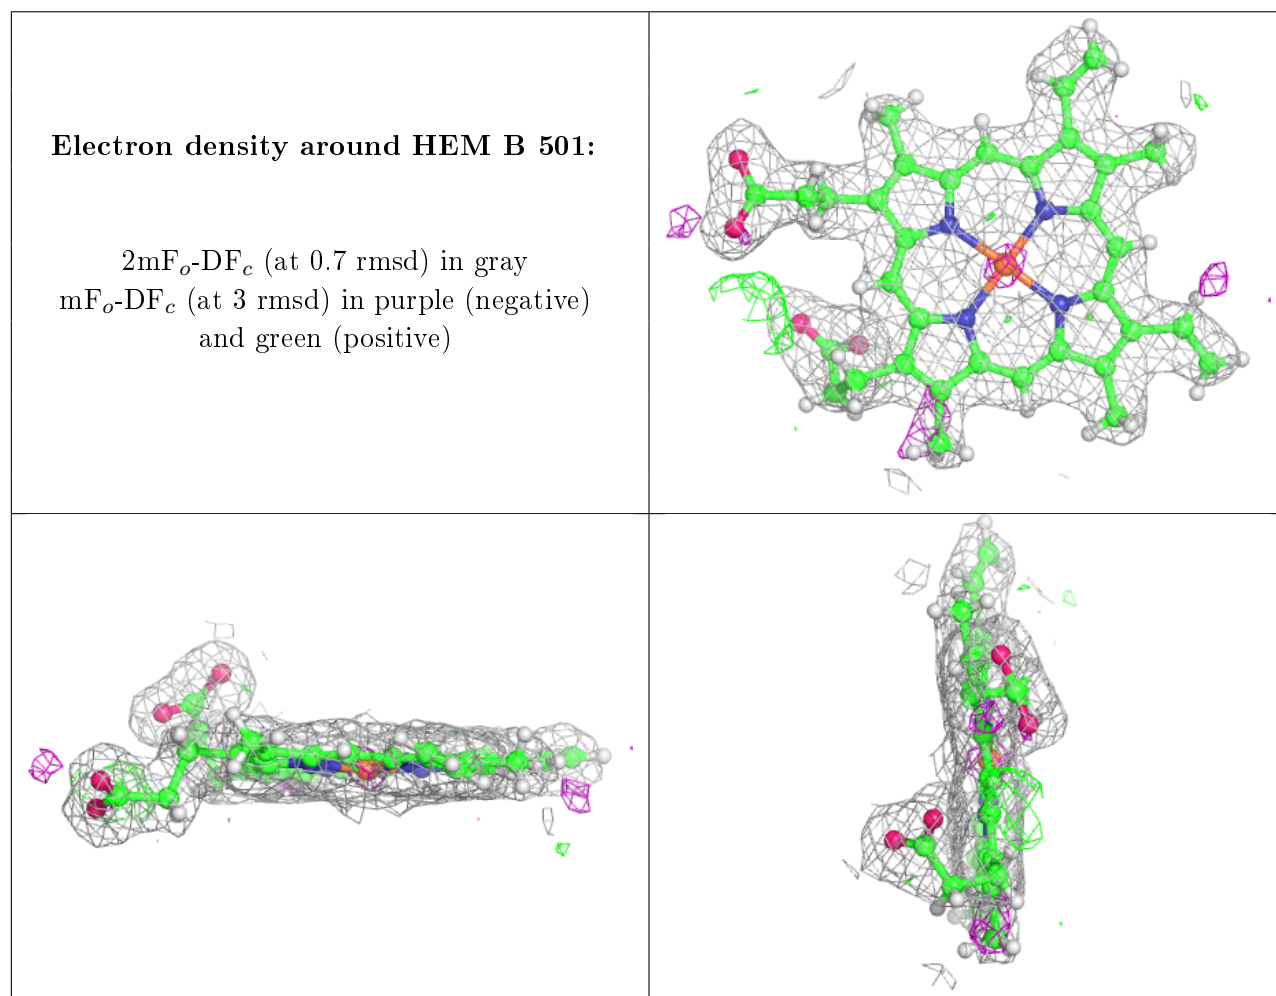 Electron density around HEM B 501:
2mFo-DFc (at 0.7 rmsd) in gray
mFo-DFc (at 3 rmsd) in purple (negative)
and green (positive)